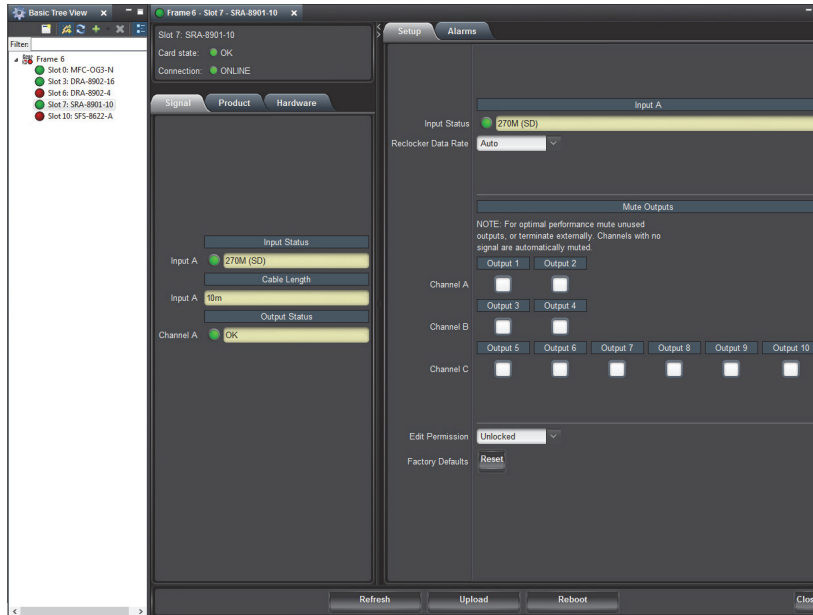 Basic Tree View
Filter:
Frame 6
Slot 0: MFC-OG3-N
Slot 3: DRA-8902-16
Slot 6: DRA-8902-4
Slot 7: SRA-8901-10
Slot 10: SFS-8622-A
Frame 6 - Slot 7 - SRA-8901-10
Slot 7: SRA-8901-10
Card state: OK
Connection: ONLINE
Signal Product Hardware
Input Status
Input A 270M (SD)
Cable Length
Input A 10m
Output Status
Channel A OK
Setup Alarms
Input A
Input Status 270M (SD)
Reclocker Data Rate Auto
Mute Outputs
NOTE: For optimal performance mute unused
outputs, or terminate externally. Channels with no
signal are automatically muted.
Output 1 Output 2
Channel A
Output 3 Output 4
Channel B
Output 5 Output 6 Output 7 Output 8 Output 9 Output 10
Channel C
Edit Permission Unlocked
Factory Defaults Reset
Refresh Upload Reboot Clos